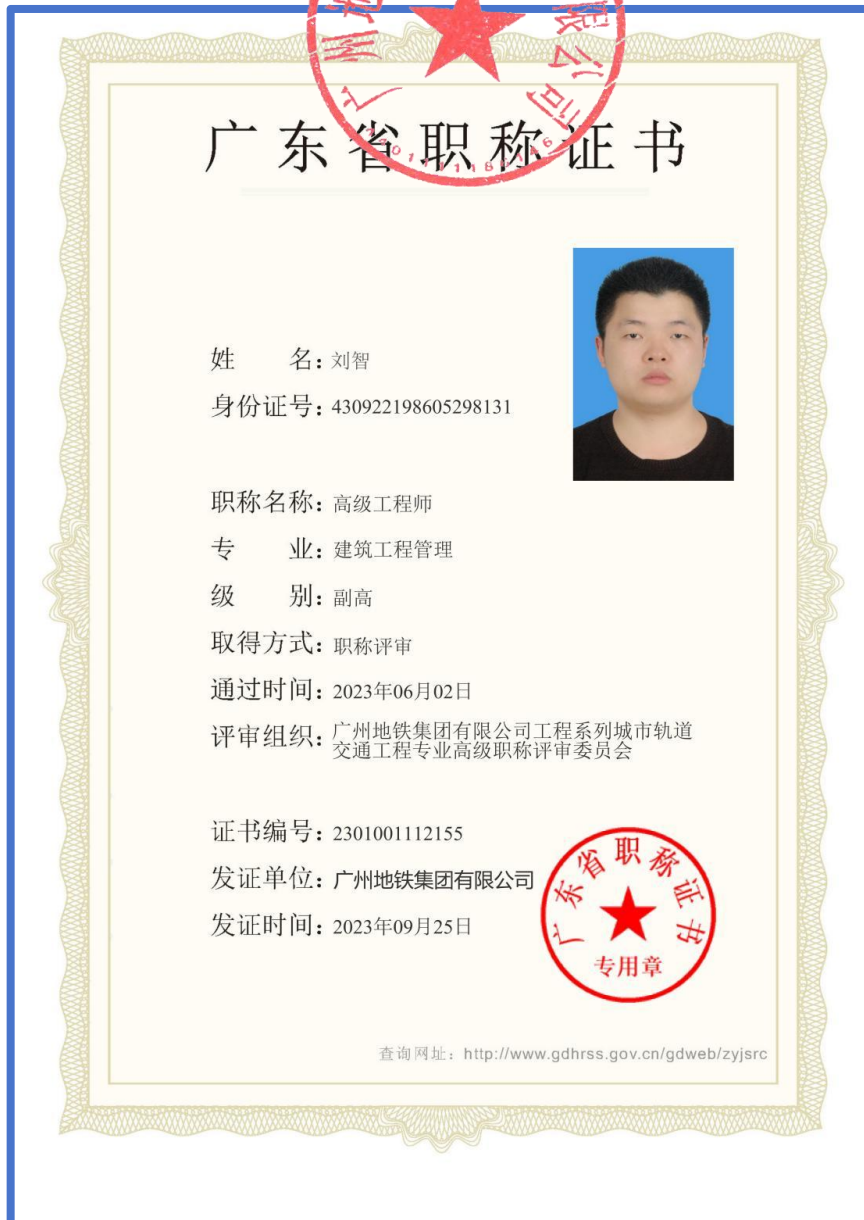 广州地
限公司
4401111186146
广东省职称证书
姓 名：刘智
身份证号：430922198605298131
职称名称：高级工程师
专 业：建筑工程管理
级 别：副高
取得方式：职称评审
通过时间：2023年06月02日
评审组织：广州地铁集团有限公司工程系列城市轨道
交通工程专业高级职称评审委员会
证书编号：2301001112155
发证单位：广州地铁集团有限公司
发证时间：2023年09月25日
广东省职称证书
专用章
查询网址：http://www.gdhrss.gov.cn/gdweb/zyjsrc